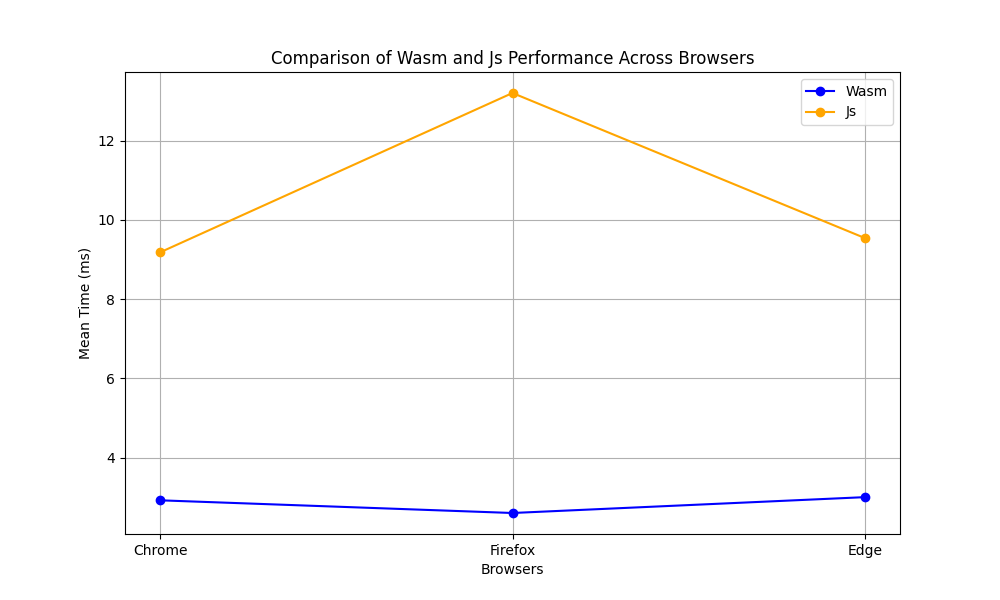 Comparison of Wasm and Js Performance Across Browsers
Wasm
Js
12
10
8
6
4
Mean Time (ms)
Chrome
Firefox
Edge
Browsers